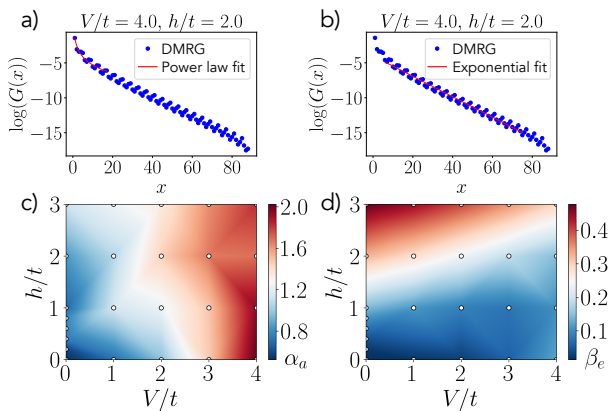 a)
V/t = 4.0, h/t = 2.0
log(G(x))
−5
−10
−15
0 20 40 60 80
x
DMRG
Power law fit
b)
V/t = 4.0, h/t = 2.0
log(G(x))
−5
−10
−15
0 20 40 60 80
x
DMRG
Exponential fit
c)
h/t
3
2
1
0
0 1 2 3 4
V/t
2.0
1.6
1.2
0.8
α_a
d)
h/t
3
2
1
0
0 1 2 3 4
V/t
0.4
0.3
0.2
0.1
β_e